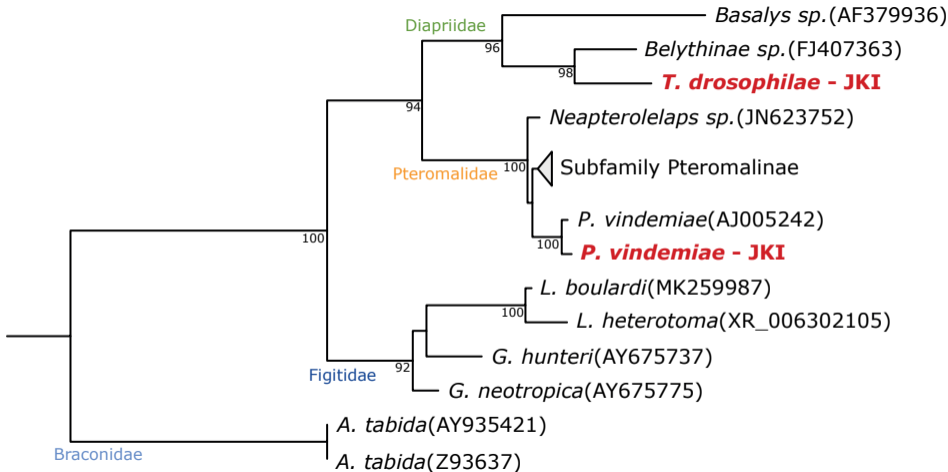 Basalys sp.(AF379936)
Diapriidae
96
Belythinae sp.(FJ407363)
98
T. drosophilae - JKI
94
Neapterolelaps sp.(JN623752)
Pteromalidae
100
Subfamily Pteromalinae
P. vindemiae(AJ005242)
100
P. vindemiae - JKI
100
L. boulardi(MK259987)
100
L. heterotoma(XR_006302105)
G. hunteri(AY675737)
92
Figitidae
G. neotropica(AY675775)
A. tabida(AY935421)
Braconidae
A. tabida(Z93637)